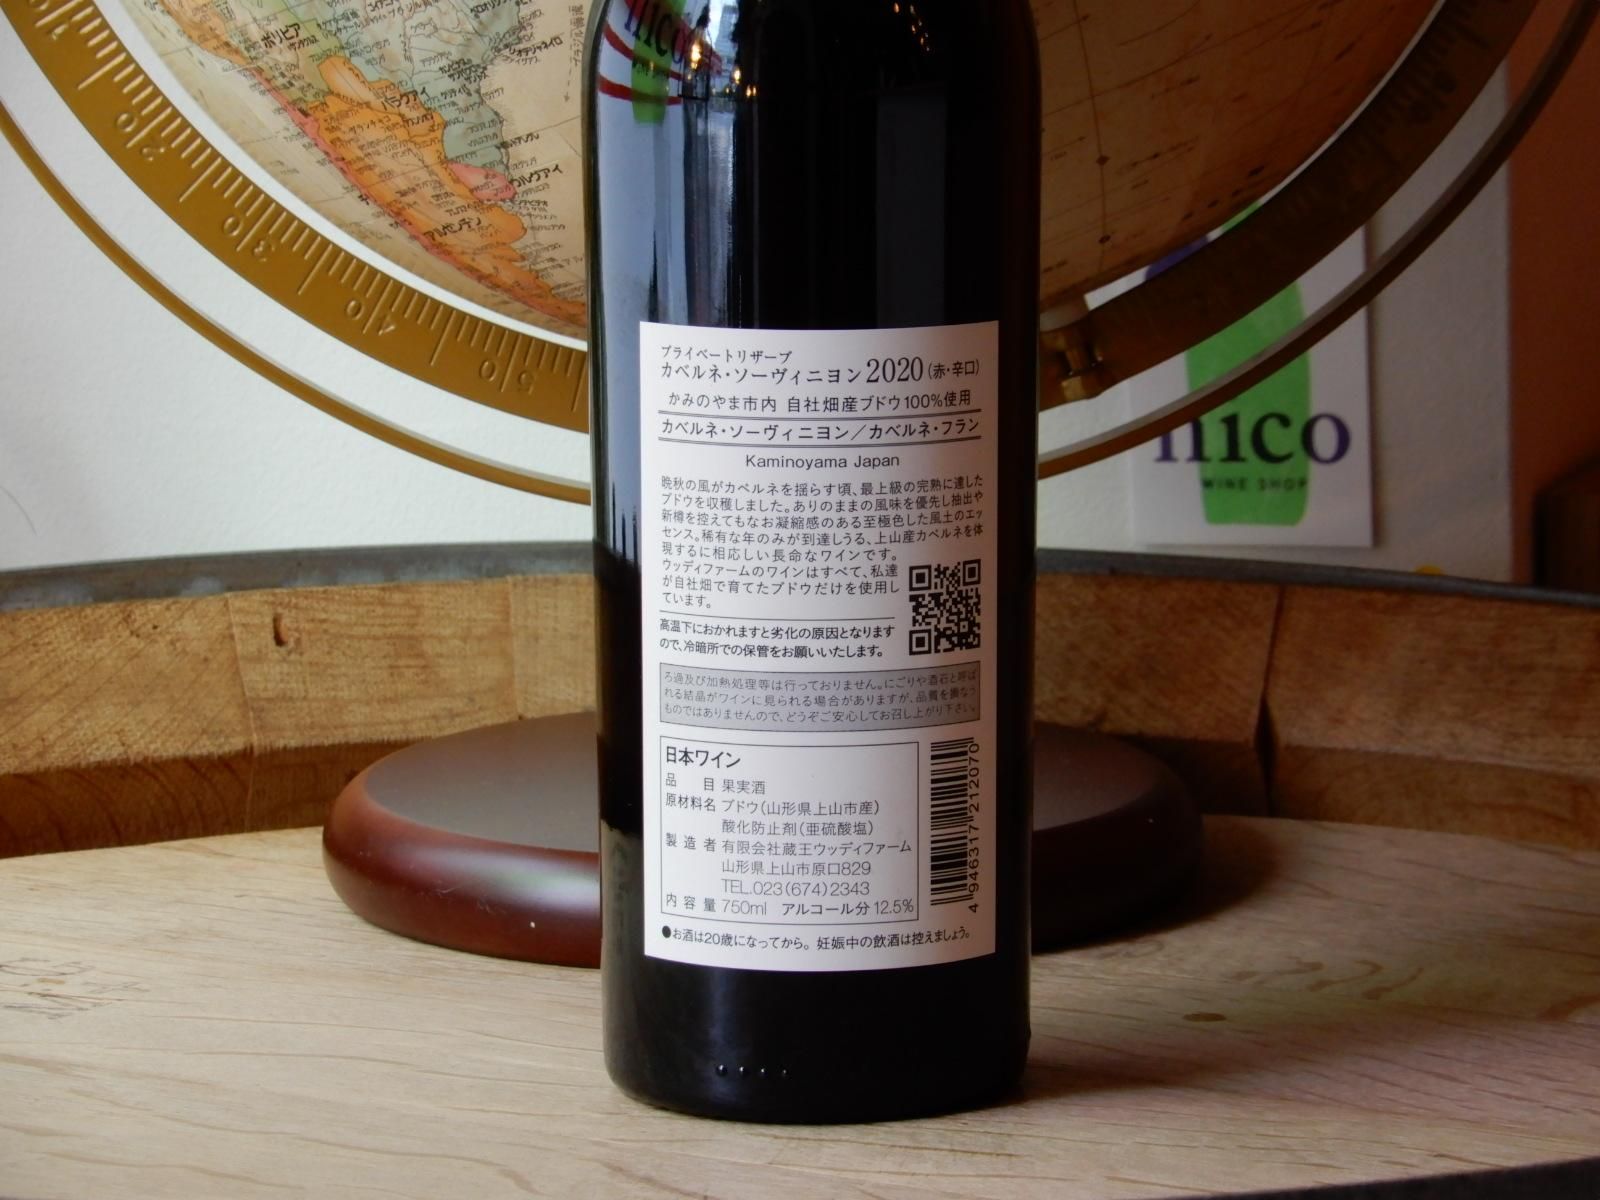 ボリビア
パラグアイ
ウルグアイ
アルゼンチン
nico
WINE SHOP
プライベートリザーブ
カベルネ・ソーヴィニヨン 2020 (赤・辛口)
かみのやま市内 自社畑産ブドウ100%使用
カベルネ・ソーヴィニヨン／カベルネ・フラン
Kaminoyama Japan
晩秋の風がカベルネを揺らす頃、最上級の完熟に達した
ブドウを収穫しました。ありのままの風味を優先し抽出や
新樽を控えてもなお凝縮感のある至極色した風土のエッ
センス。稀有な年のみが到達しうる、上山産カベルネを体
現するに相応しい長命なワインです。
ウッディファームのワインはすべて、私達
が自社畑で育てたブドウだけを使用し
ています。
高温下におかれますと劣化の原因となります
ので、冷暗所での保管をお願いいたします。
ろ過及び加熱処理等は行っておりません。にごりや酒石と呼ば
れる結晶がワインに見られる場合がありますが、品質を損なう
ものではありませんので、どうぞご安心してお召し上がり下さい。
日本ワイン
品目 果実酒
原材料名 ブドウ(山形県上山市産)
酸化防止剤(亜硫酸塩)
製造者 有限会社蔵王ウッディファーム
山形県上山市原口829
TEL.023(674)2343
内容量 750ml アルコール分 12.5%
4 946317 212070
●お酒は20歳になってから。妊娠中の飲酒は控えましょう。